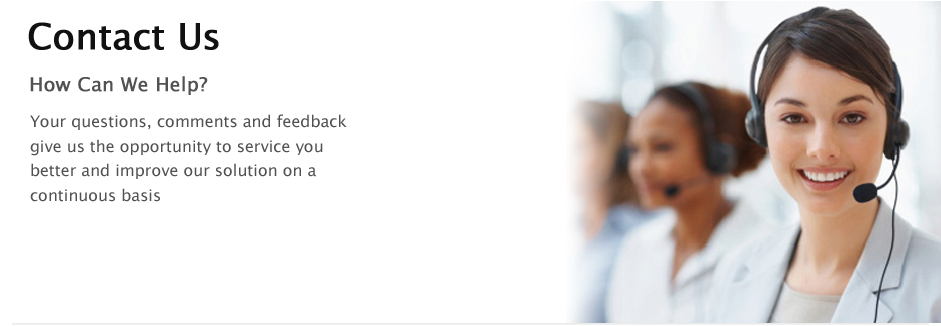 Contact Us
How Can We Help?
Your questions, comments and feedback
give us the opportunity to service you
better and improve our solution on a
continuous basis